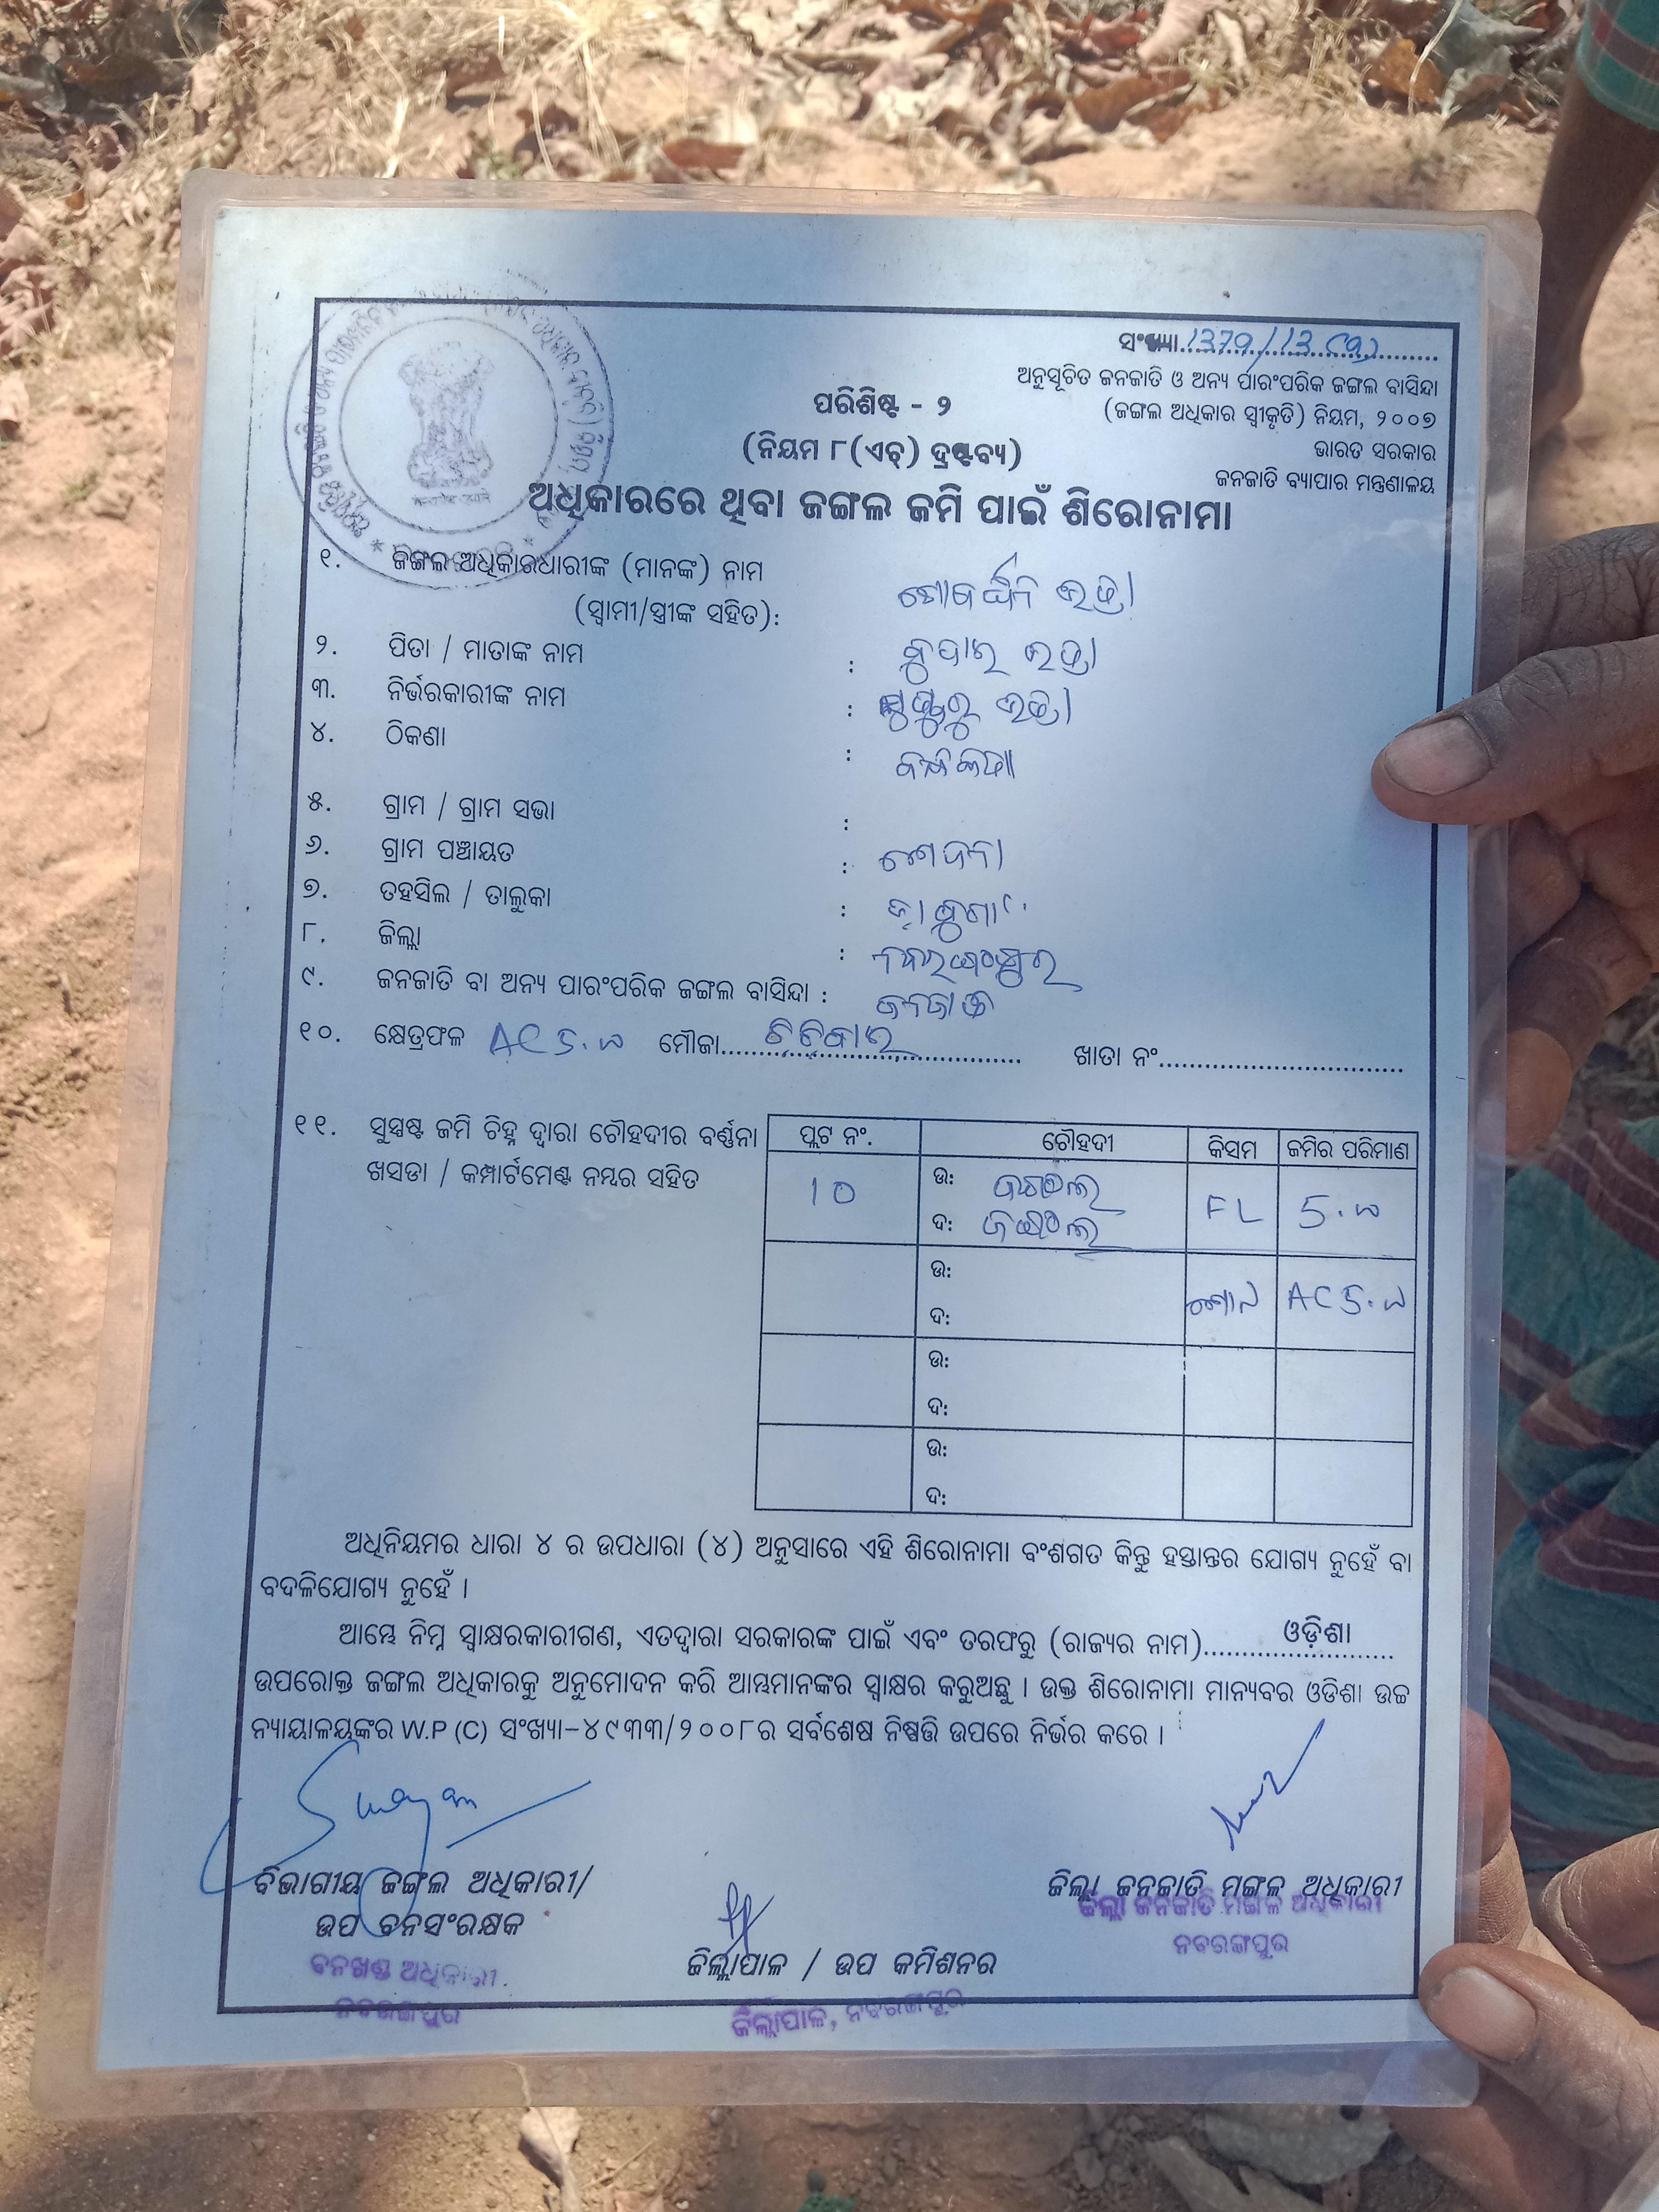 ସଂଖ୍ୟା
ଅନୁସୂଚିତ ଜନଜାତି ଓ ଅନ୍ୟ ପାରଂପରିକ ଜଙ୍ଗଲ ବାସିନ୍ଦା
(ଜଙ୍ଗଲ ଅଧିକାର ସ୍ୱୀକୃତି) ନିୟମ, ୨୦୦୭
ଭାରତ ସରକାର
ଜନଜାତି ବ୍ୟାପାର ମନ୍ତ୍ରଣାଳୟ
ପରିଶିଷ୍ଟ - ୨
(ନିୟମ ୮(ଏଚ୍) ଦ୍ରଷ୍ଟବ୍ୟ)
ଅଧିକାରରେ ଥିବା ଜଙ୍ଗଲ ଜମି ପାଇଁ ଶିରୋନାମା
୧. ଜଙ୍ଗଲ ଅଧିକାରଧାରୀଙ୍କ (ମାନଙ୍କ) ନାମ
(ସ୍ୱାମୀ/ସ୍ତ୍ରୀଙ୍କ ସହିତ):
୨. ପିତା / ମାତାଙ୍କ ନାମ :
୩. ନିର୍ଭରକାରୀଙ୍କ ନାମ :
୪. ଠିକଣା :
୫. ଗ୍ରାମ / ଗ୍ରାମ ସଭା :
୬. ଗ୍ରାମ ପଞ୍ଚାୟତ :
୭. ତହସିଲ / ତାଲୁକା :
୮. ଜିଲ୍ଲା : ନବରଙ୍ଗପୁର
୯. ଜନଜାତି ବା ଅନ୍ୟ ପାରଂପରିକ ଜଙ୍ଗଲ ବାସିନ୍ଦା : ଜନଜାତି
୧୦. କ୍ଷେତ୍ରଫଳ ମୌଜା ଖାତା ନଂ
୧୧. ସୁସ୍ପଷ୍ଟ ଜମି ଚିହ୍ନ ଦ୍ୱାରା ଚୌହଦୀର ବର୍ଣ୍ଣନା
ଖସଡା / କମ୍ପାର୍ଟମେଣ୍ଟ ନମ୍ବର ସହିତ
ପ୍ଲଟ ନଂ. ଚୌହଦୀ କିସମ ଜମିର ପରିମାଣ
10 ଉ: ଜଙ୍ଗଲ FL
ଦ: ଜଙ୍ଗଲ
ଉ:
ଦ:
ଉ:
ଦ:
ଉ:
ଦ:
ଅଧିନିୟମର ଧାରା ୪ ର ଉପଧାରା (୪) ଅନୁସାରେ ଏହି ଶିରୋନାମା ବଂଶଗତ କିନ୍ତୁ ହସ୍ତାନ୍ତର ଯୋଗ୍ୟ ନୁହେଁ ବା
ବଦଳିଯୋଗ୍ୟ ନୁହେଁ ।
ଆମ୍ଭେ ନିମ୍ନ ସ୍ୱାକ୍ଷରକାରୀଗଣ, ଏତଦ୍ଦ୍ୱାରା ସରକାରଙ୍କ ପାଇଁ ଏବଂ ତରଫରୁ (ରାଜ୍ୟର ନାମ) ଓଡ଼ିଶା
ଉପରୋକ୍ତ ଜଙ୍ଗଲ ଅଧିକାରକୁ ଅନୁମୋଦନ କରି ଆମ୍ଭମାନଙ୍କର ସ୍ୱାକ୍ଷର କରୁଅଛୁ । ଉକ୍ତ ଶିରୋନାମା ମାନ୍ୟବର ଓଡିଶା ଉଚ୍ଚ
ନ୍ୟାୟାଳୟଙ୍କର W.P (C) ସଂଖ୍ୟା-୪୯୩୩/୨୦୦୮ର ସର୍ବଶେଷ ନିଷ୍ପତ୍ତି ଉପରେ ନିର୍ଭର କରେ ।
ବିଭାଗୀୟ ଜଙ୍ଗଲ ଅଧିକାରୀ/
ଉପ ବନସଂରକ୍ଷକ
ବନଖଣ୍ଡ ଅଧିକାରୀ.
ନବରଙ୍ଗପୁର
ଜିଲ୍ଲାପାଳ / ଉପ କମିଶନର
ଜିଲ୍ଲାପାଳ, ନବରଙ୍ଗପୁର
ଜିଲ୍ଲା ଜନଜାତି ମଙ୍ଗଳ ଅଧିକାରୀ
ଜିଲ୍ଲା ଜନଜାତି ମଙ୍ଗଳ ଅଧିକାରୀ
ନବରଙ୍ଗପୁର